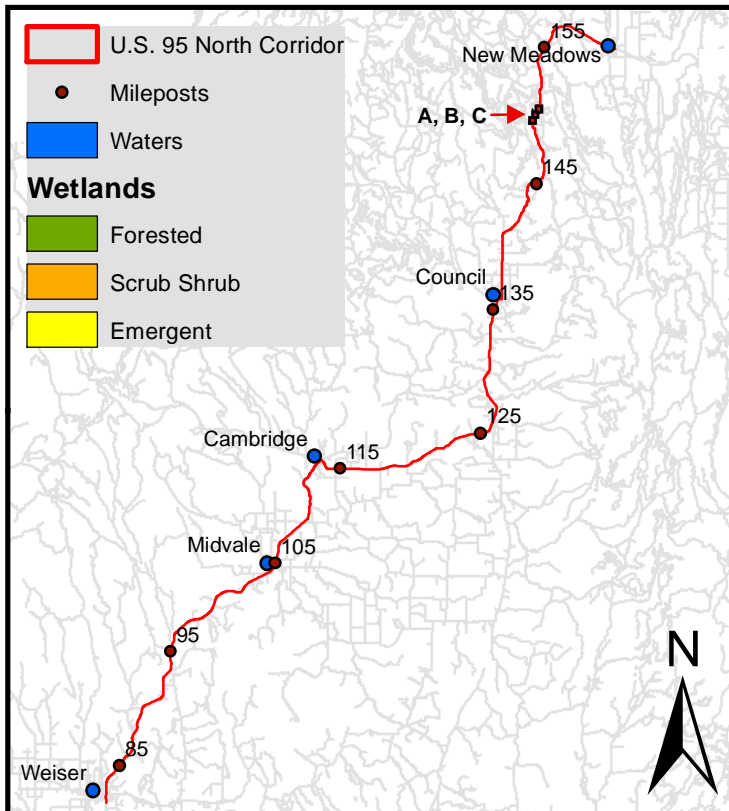 U.S. 95 North Corridor
Mileposts
Waters
Wetlands
Forested
Scrub Shrub
Emergent
155
New Meadows
A, B, C
145
Council
135
125
Cambridge
115
Midvale
105
95
N
85
Weiser